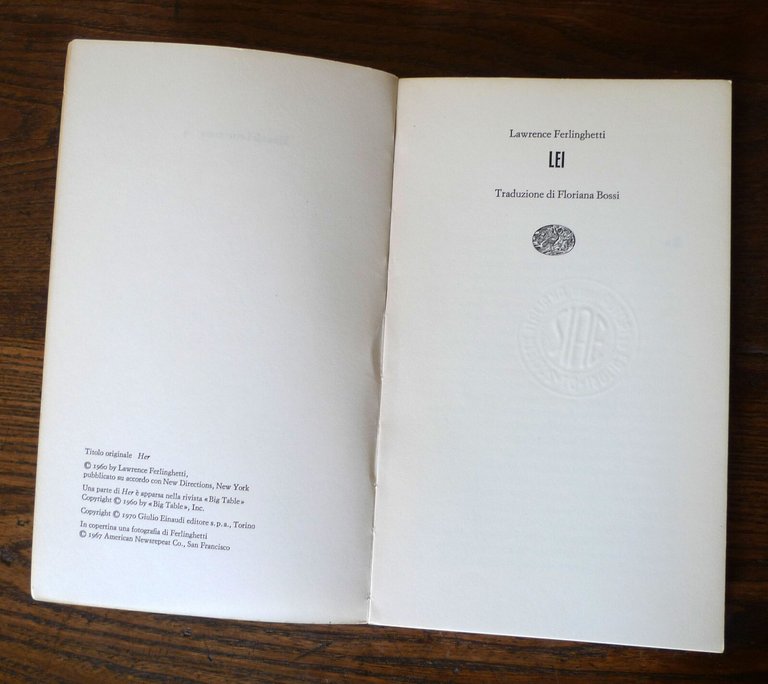 Titolo originale Her
© 1960 by Lawrence Ferlinghetti,
pubblicato su accordo con New Directions, New York
Una parte di Her è apparsa nella rivista «Big Table»
Copyright © 1960 by «Big Table», Inc.
Copyright © 1970 Giulio Einaudi editore s.p.a., Torino
In copertina una fotografia di Ferlinghetti
© 1967 American Newsrepeat Co., San Francisco
Lawrence Ferlinghetti
LEI
Traduzione di Floriana Bossi
SIAE